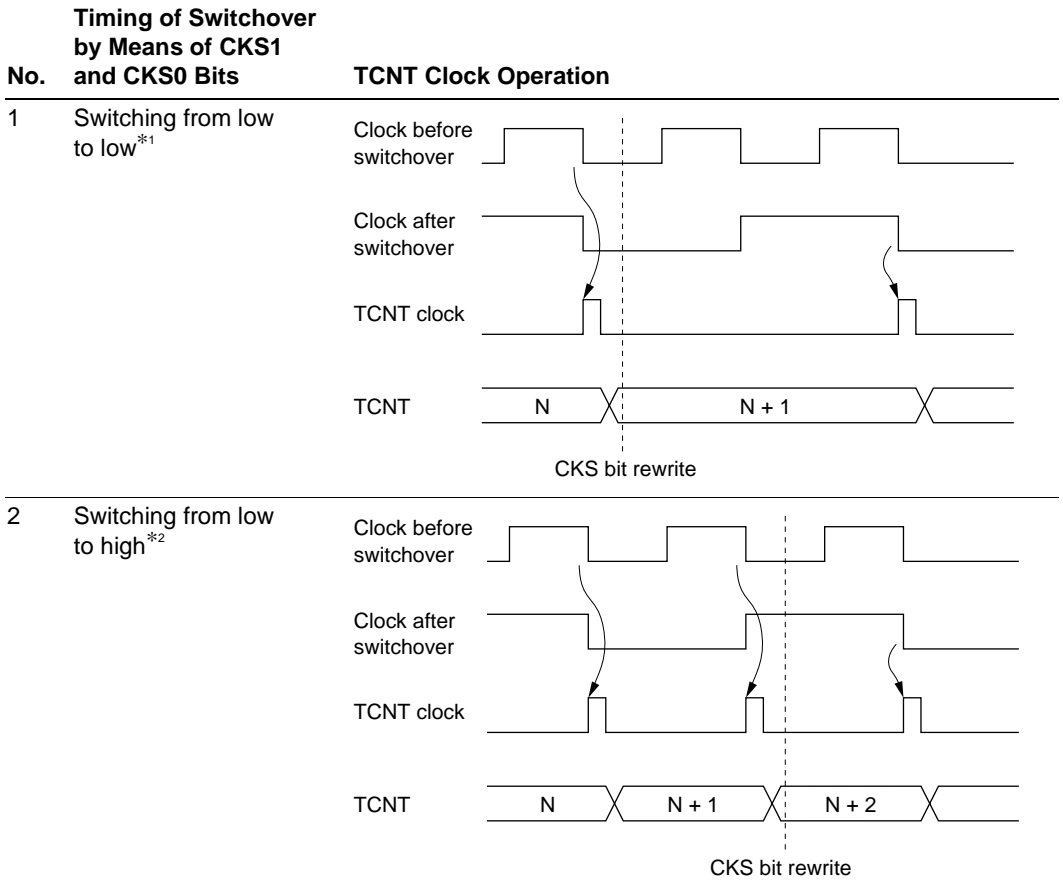 No.
Timing of Switchover
by Means of CKS1
and CKS0 Bits
TCNT Clock Operation
1
Switching from low
to low*1
Clock before
switchover
Clock after
switchover
TCNT clock
TCNT
N
N + 1
CKS bit rewrite
2
Switching from low
to high*2
Clock before
switchover
Clock after
switchover
TCNT clock
TCNT
N
N + 1
N + 2
CKS bit rewrite